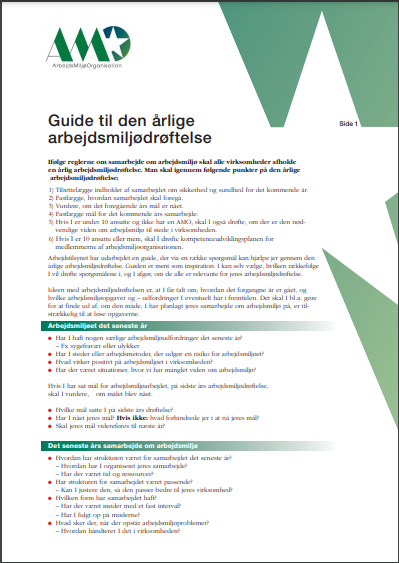 AMO
ArbejdsMiljøOrganisation
Guide til den årlige
arbejdsmiljødrøftelse
Side 1
Ifølge reglerne om samarbejde om arbejdsmiljø skal alle virksomheder afholde
en årlig arbejdsmiljødrøftelse. Man skal igennem følgende punkter på den årlige
arbejdsmiljødrøftelse:
1) Tilrettelægge indholdet af samarbejdet om sikkerhed og sundhed for det kommende år.
2) Fastlægge, hvordan samarbejdet skal foregå.
3) Vurdere, om det foregående års mål er nået.
4) Fastlægge mål for det kommende års samarbejde.
5) Hvis I er under 10 ansatte og ikke har en AMO, skal I også drøfte, om der er den nød-
vendige viden om arbejdsmiljø til stede i virksomheden.
6) Hvis I er 10 ansatte eller mere, skal I drøfte kompetenceudviklingsplanen for
medlemmerne af arbejdsmiljøorganisationen.
Arbejdstilsynet har udarbejdet en guide, der via en række spørgsmål kan hjælpe jer gennem den
årlige arbejdsmiljødrøftelse. Guiden er ment som inspiration. I kan selv vælge, hvilken rækkefølge
I vil drøfte spørgsmålene i, og I afgør, om de alle er relevante for jeres arbejdsmiljødrøftelse.
Ideen med arbejdsmiljødrøftelsen er, at I får talt om, hvordan det forgangne år er gået, og
hvilke arbejdsmiljøopgaver og – udfordringer I eventuelt har i fremtiden. Det skal I bl.a. gøre
for at finde ud af, om den måde, I har planlagt jeres samarbejde om arbejdsmiljø på, er til-
strækkelig til at løse opgaverne.
Arbejdsmiljøet det seneste år
● Har I haft nogen særlige arbejdsmiljøudfordringer det seneste år?
– Fx sygefravær eller ulykker
● Har I steder eller arbejdsmetoder, der udgør en risiko for arbejdsmiljøet?
● Hvad virker positivt på arbejdsmiljøet i virksomheden?
● Har der været situationer, hvor vi har manglet viden om arbejdsmiljø?
Hvis I har sat mål for arbejdsmiljøarbejdet, på sidste års arbejdsmiljødrøftelse,
skal I vurdere, om målet blev nået.
● Hvilke mål satte I på sidste års drøftelse?
● Har I nået jeres mål? Hvis ikke: hvad forhindrede jer i at nå jeres mål?
● Skal jeres mål videreføres til næste år?
Det seneste års samarbejde om arbejdsmiljø
● Hvordan har strukturen været for samarbejdet det seneste år?
– Hvordan har I organiseret jeres samarbejde?
– Har der været tid og ressourcer?
● Har strukturen for samarbejdet været passende?
– Kan I justere den, så den passer bedre til jeres virksomhed?
● Hvilken form har samarbejdet haft?
– Har der været møder med et fast interval?
– Har I fulgt op på møderne?
● Hvad sker der, når der opstår arbejdsmiljøproblemer?
– Hvordan håndterer I det i virksomheden?